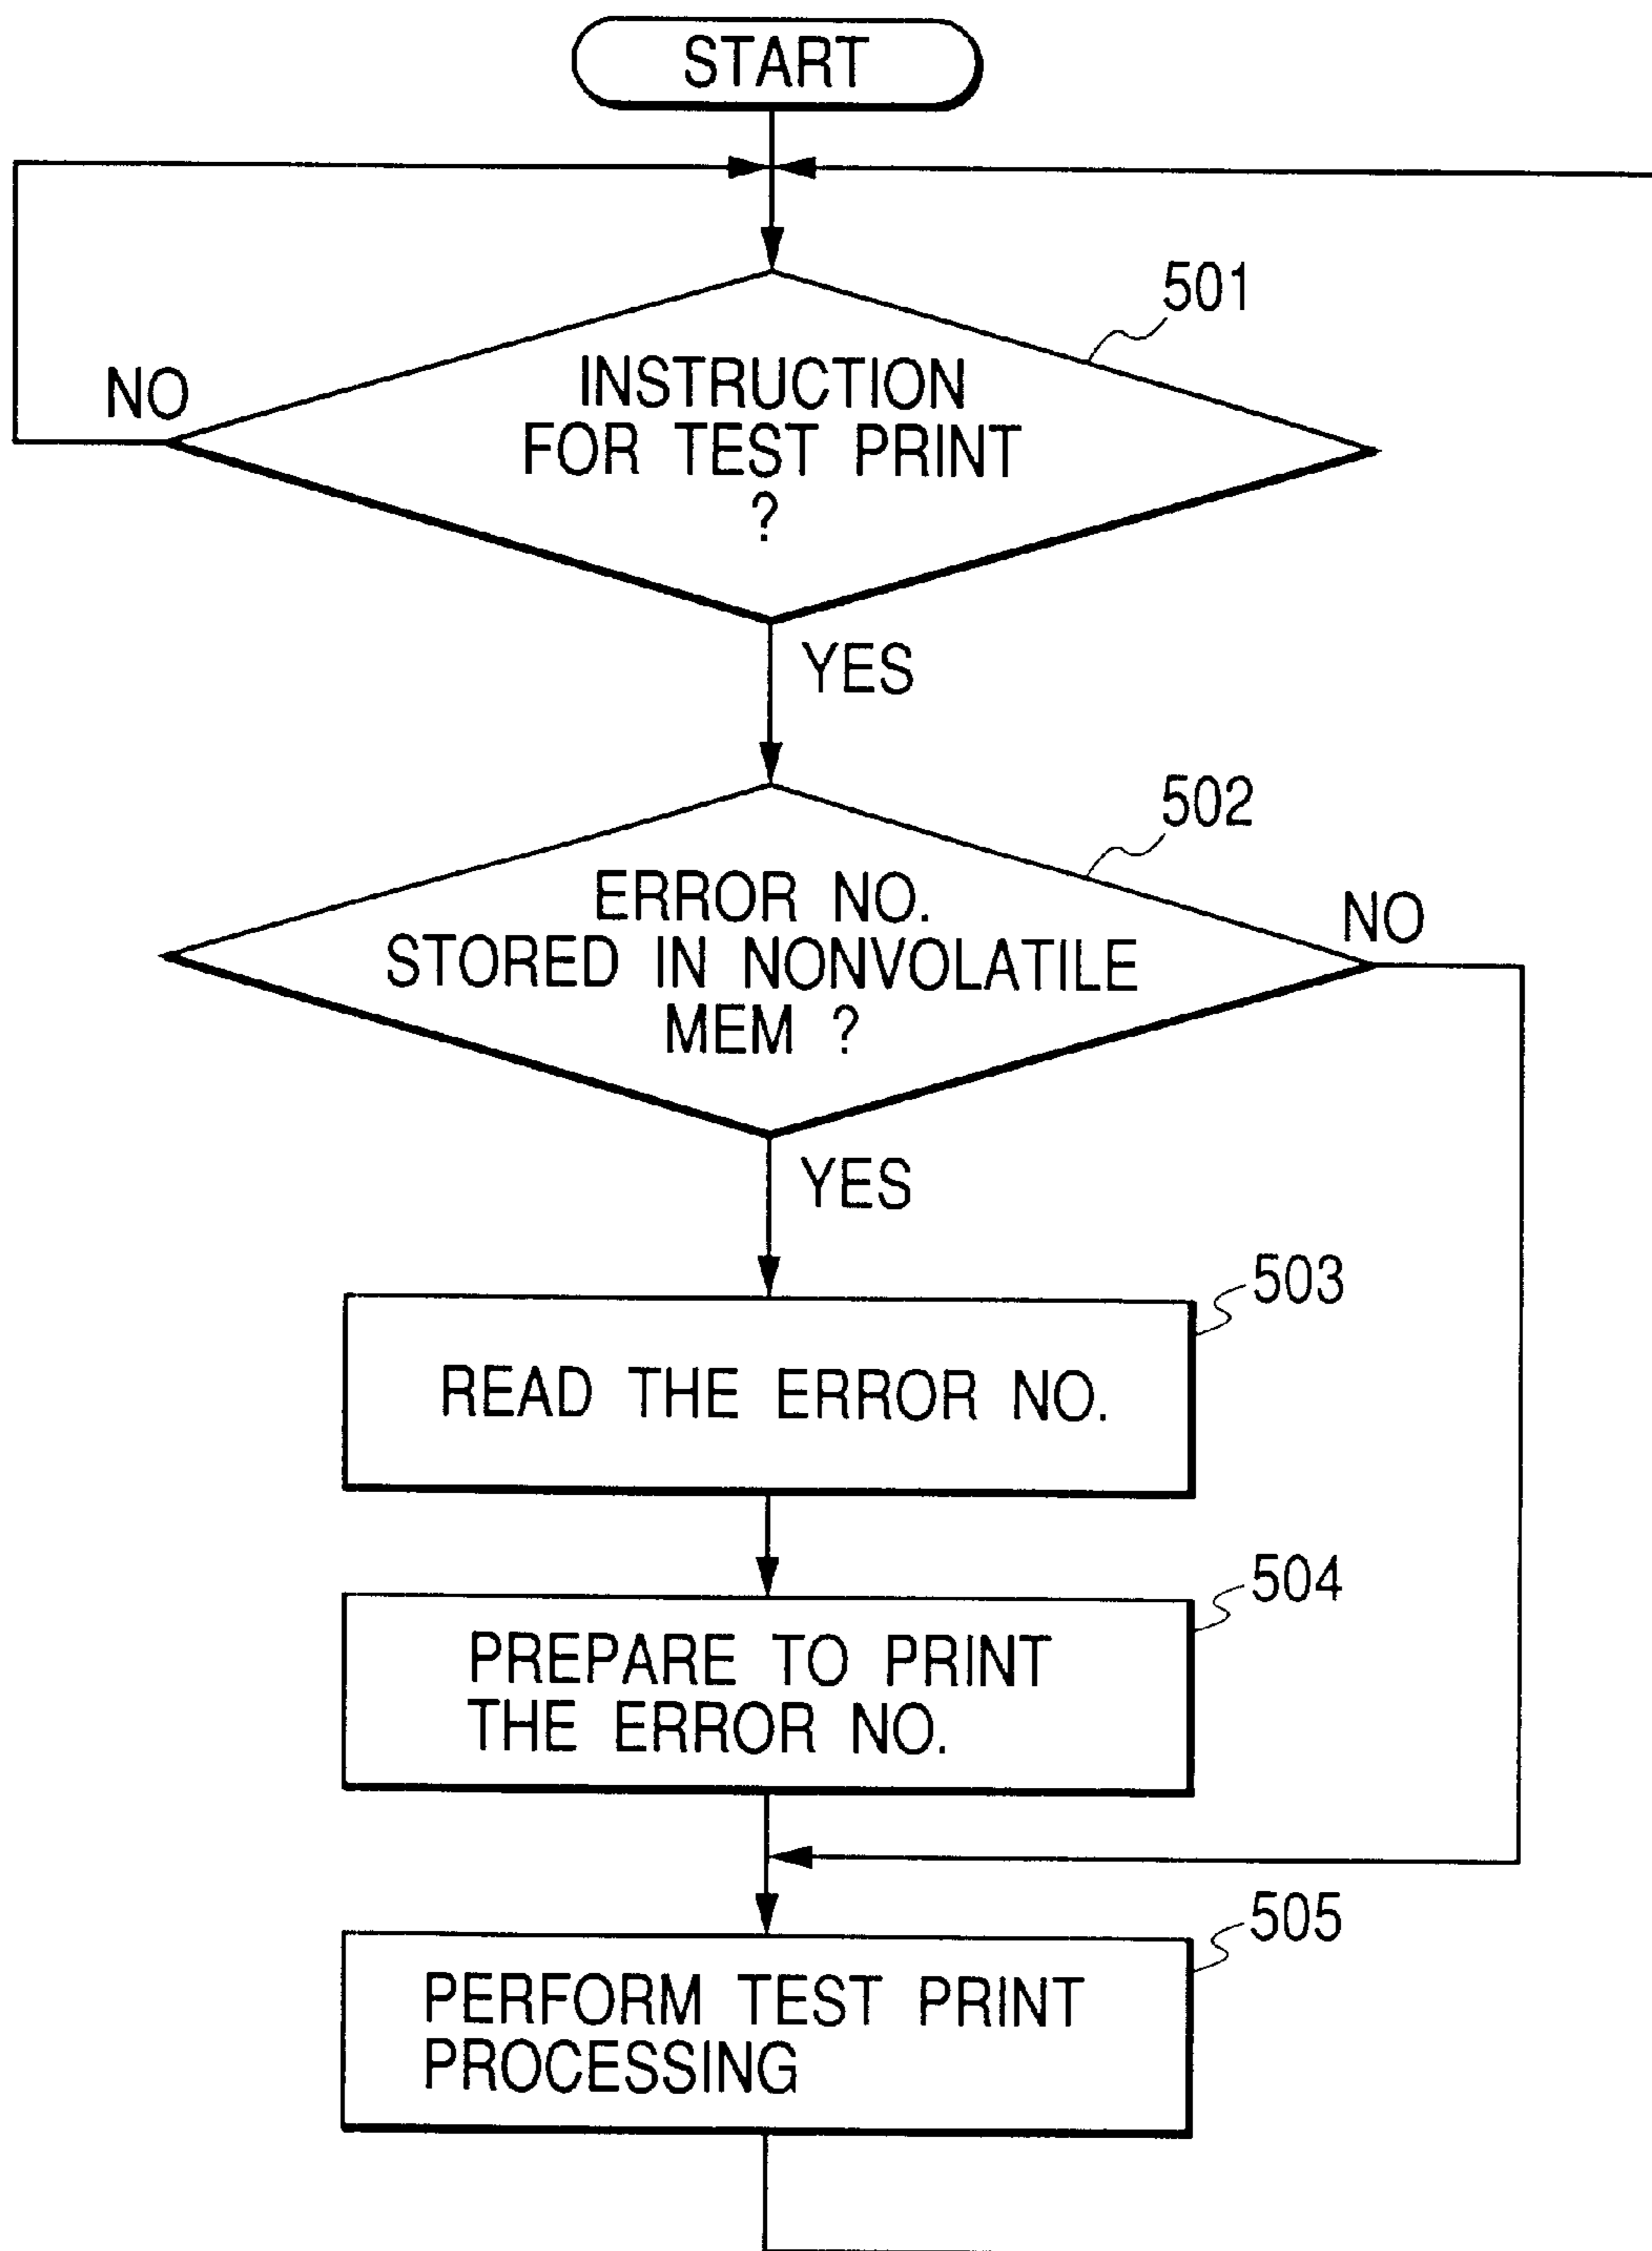 START
501
INSTRUCTION
FOR TEST PRINT
?
NO
YES
502
ERROR NO.
STORED IN NONVOLATILE
MEM ?
NO
YES
503
READ THE ERROR NO.
504
PREPARE TO PRINT
THE ERROR NO.
505
PERFORM TEST PRINT
PROCESSING